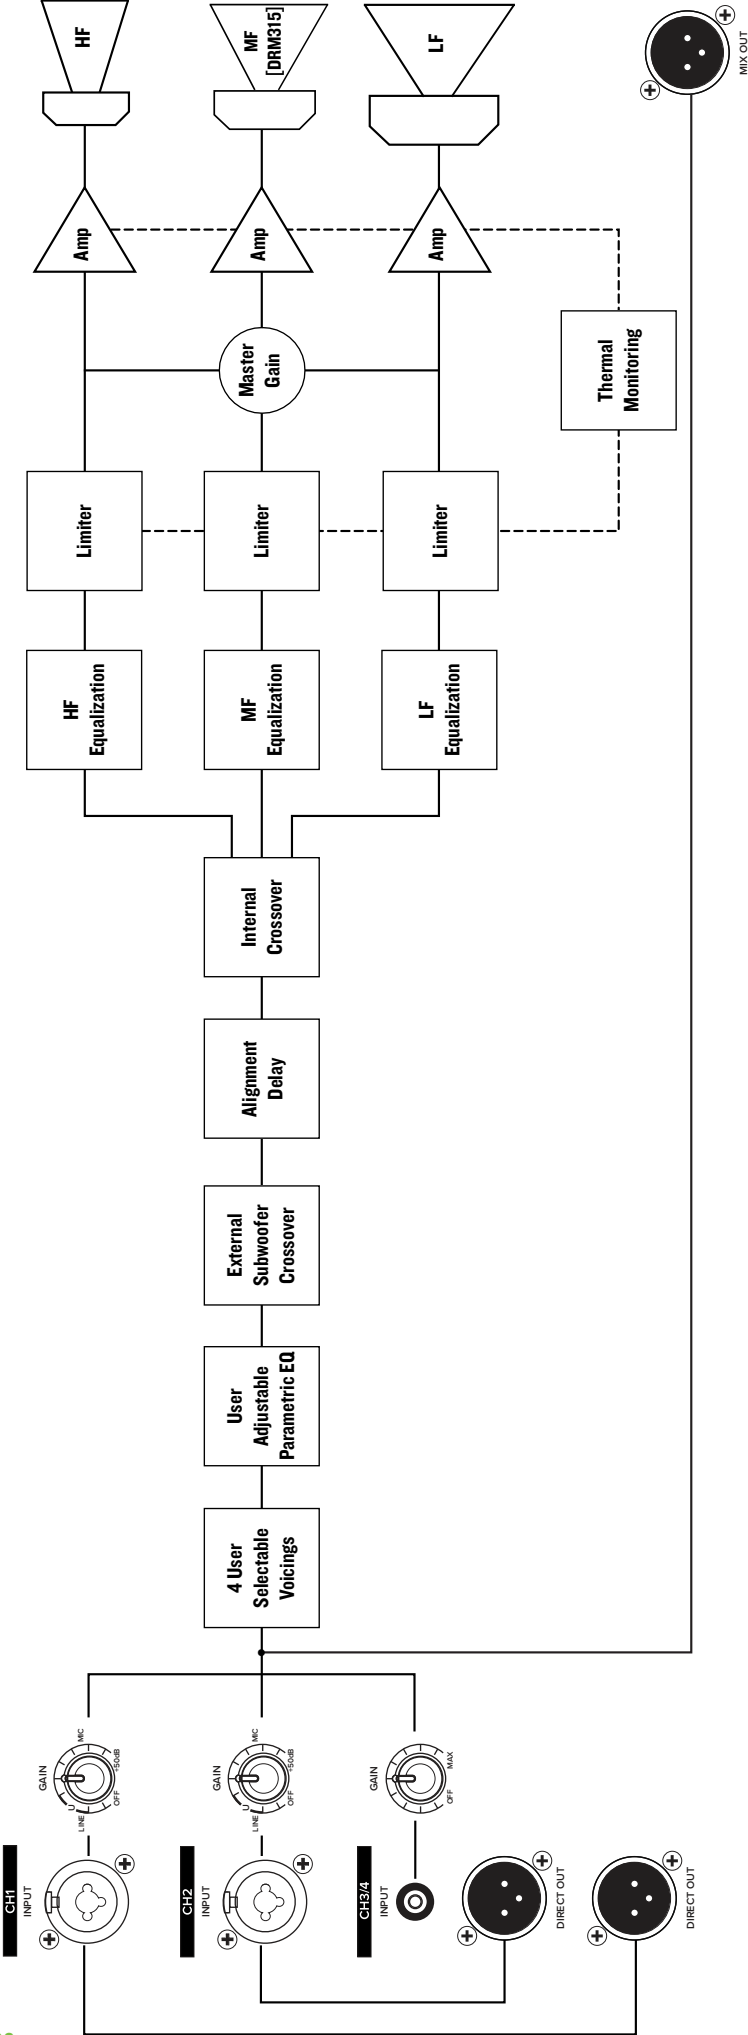 CH1
INPUT
GAIN
LINE
U
MIC
OFF
+50dB
CH2
INPUT
GAIN
LINE
U
MIC
OFF
+50dB
CH3/4
INPUT
GAIN
OFF
MAX
DIRECT OUT
DIRECT OUT
4 User
Selectable
Voicings
User
Adjustable
Parametric EQ
External
Subwoofer
Crossover
Alignment
Delay
Internal
Crossover
HF
Equalization
MF
Equalization
LF
Equalization
Limiter
Limiter
Limiter
Master
Gain
Thermal
Monitoring
Amp
Amp
Amp
HF
MF
[DRM315]
LF
MIX OUT